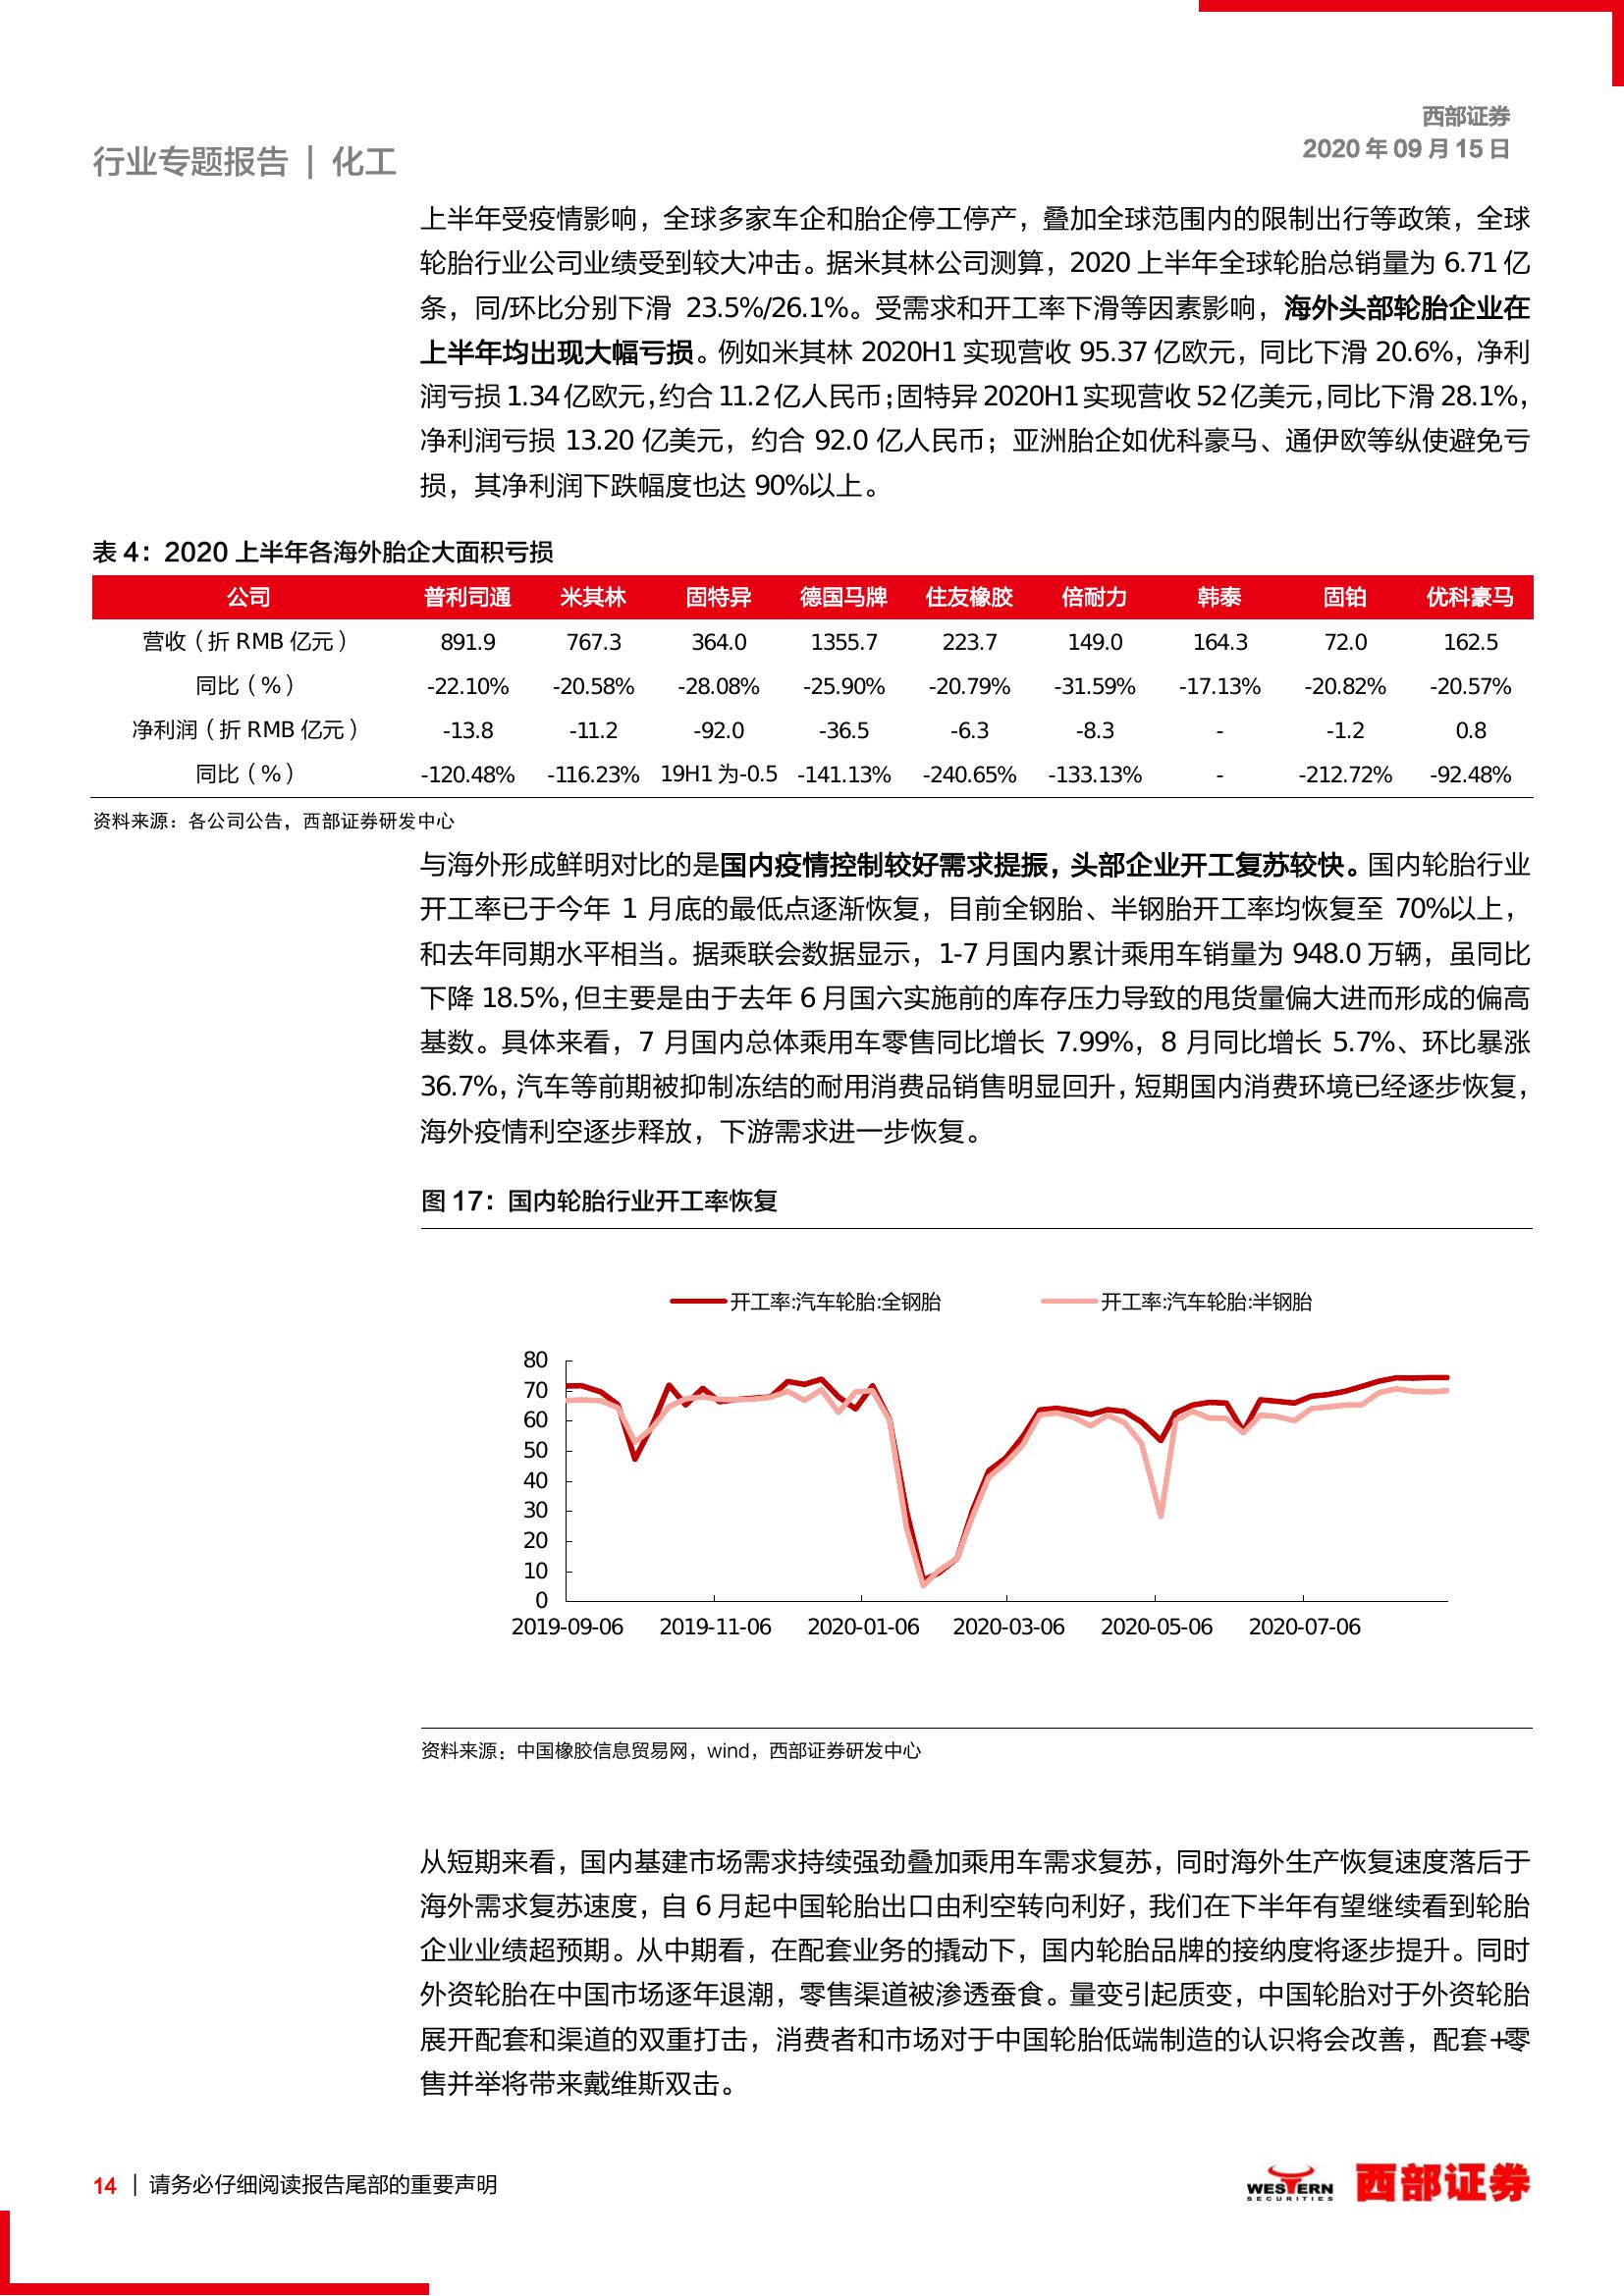 西部证券
2020 年 09 月 15 日
行业专题报告 | 化工
上半年受疫情影响，全球多家车企和胎企停工停产，叠加全球范围内的限制出行等政策，全球
轮胎行业公司业绩受到较大冲击。据米其林公司测算，2020 上半年全球轮胎总销量为 6.71 亿
条，同/环比分别下滑 23.5%/26.1%。受需求和开工率下滑等因素影响，海外头部轮胎企业在
上半年均出现大幅亏损。例如米其林 2020H1 实现营收 95.37 亿欧元，同比下滑 20.6%，净利
润亏损 1.34 亿欧元，约合 11.2 亿人民币；固特异 2020H1 实现营收 52 亿美元，同比下滑 28.1%，
净利润亏损 13.20 亿美元，约合 92.0 亿人民币；亚洲胎企如优科豪马、通伊欧等纵使避免亏
损，其净利润下跌幅度也达 90%以上。
表 4：2020 上半年各海外胎企大面积亏损
公司 普利司通 米其林 固特异 德国马牌 住友橡胶 倍耐力 韩泰 固铂 优科豪马
营收（折 RMB 亿元） 891.9 767.3 364.0 1355.7 223.7 149.0 164.3 72.0 162.5
同比（%） -22.10% -20.58% -28.08% -25.90% -20.79% -31.59% -17.13% -20.82% -20.57%
净利润（折 RMB 亿元） -13.8 -11.2 -92.0 -36.5 -6.3 -8.3 - -1.2 0.8
同比（%） -120.48% -116.23% 19H1 为-0.5 -141.13% -240.65% -133.13% - -212.72% -92.48%
资料来源：各公司公告，西部证券研发中心
与海外形成鲜明对比的是国内疫情控制较好需求提振，头部企业开工复苏较快。国内轮胎行业
开工率已于今年 1 月底的最低点逐渐恢复，目前全钢胎、半钢胎开工率均恢复至 70%以上，
和去年同期水平相当。据乘联会数据显示，1-7 月国内累计乘用车销量为 948.0 万辆，虽同比
下降 18.5%，但主要是由于去年 6 月国六实施前的库存压力导致的甩货量偏大进而形成的偏高
基数。具体来看，7 月国内总体乘用车零售同比增长 7.99%，8 月同比增长 5.7%、环比暴涨
36.7%，汽车等前期被抑制冻结的耐用消费品销售明显回升，短期国内消费环境已经逐步恢复，
海外疫情利空逐步释放，下游需求进一步恢复。
图 17：国内轮胎行业开工率恢复
开工率:汽车轮胎:全钢胎 开工率:汽车轮胎:半钢胎
80
70
60
50
40
30
20
10
0
2019-09-06 2019-11-06 2020-01-06 2020-03-06 2020-05-06 2020-07-06
资料来源：中国橡胶信息贸易网，wind，西部证券研发中心
从短期来看，国内基建市场需求持续强劲叠加乘用车需求复苏，同时海外生产恢复速度落后于
海外需求复苏速度，自 6 月起中国轮胎出口由利空转向利好，我们在下半年有望继续看到轮胎
企业业绩超预期。从中期看，在配套业务的撬动下，国内轮胎品牌的接纳度将逐步提升。同时
外资轮胎在中国市场逐年退潮，零售渠道被渗透蚕食。量变引起质变，中国轮胎对于外资轮胎
展开配套和渠道的双重打击，消费者和市场对于中国轮胎低端制造的认识将会改善，配套+零
售并举将带来戴维斯双击。
14 | 请务必仔细阅读报告尾部的重要声明
WESTERN
SECURITIES
西部证券